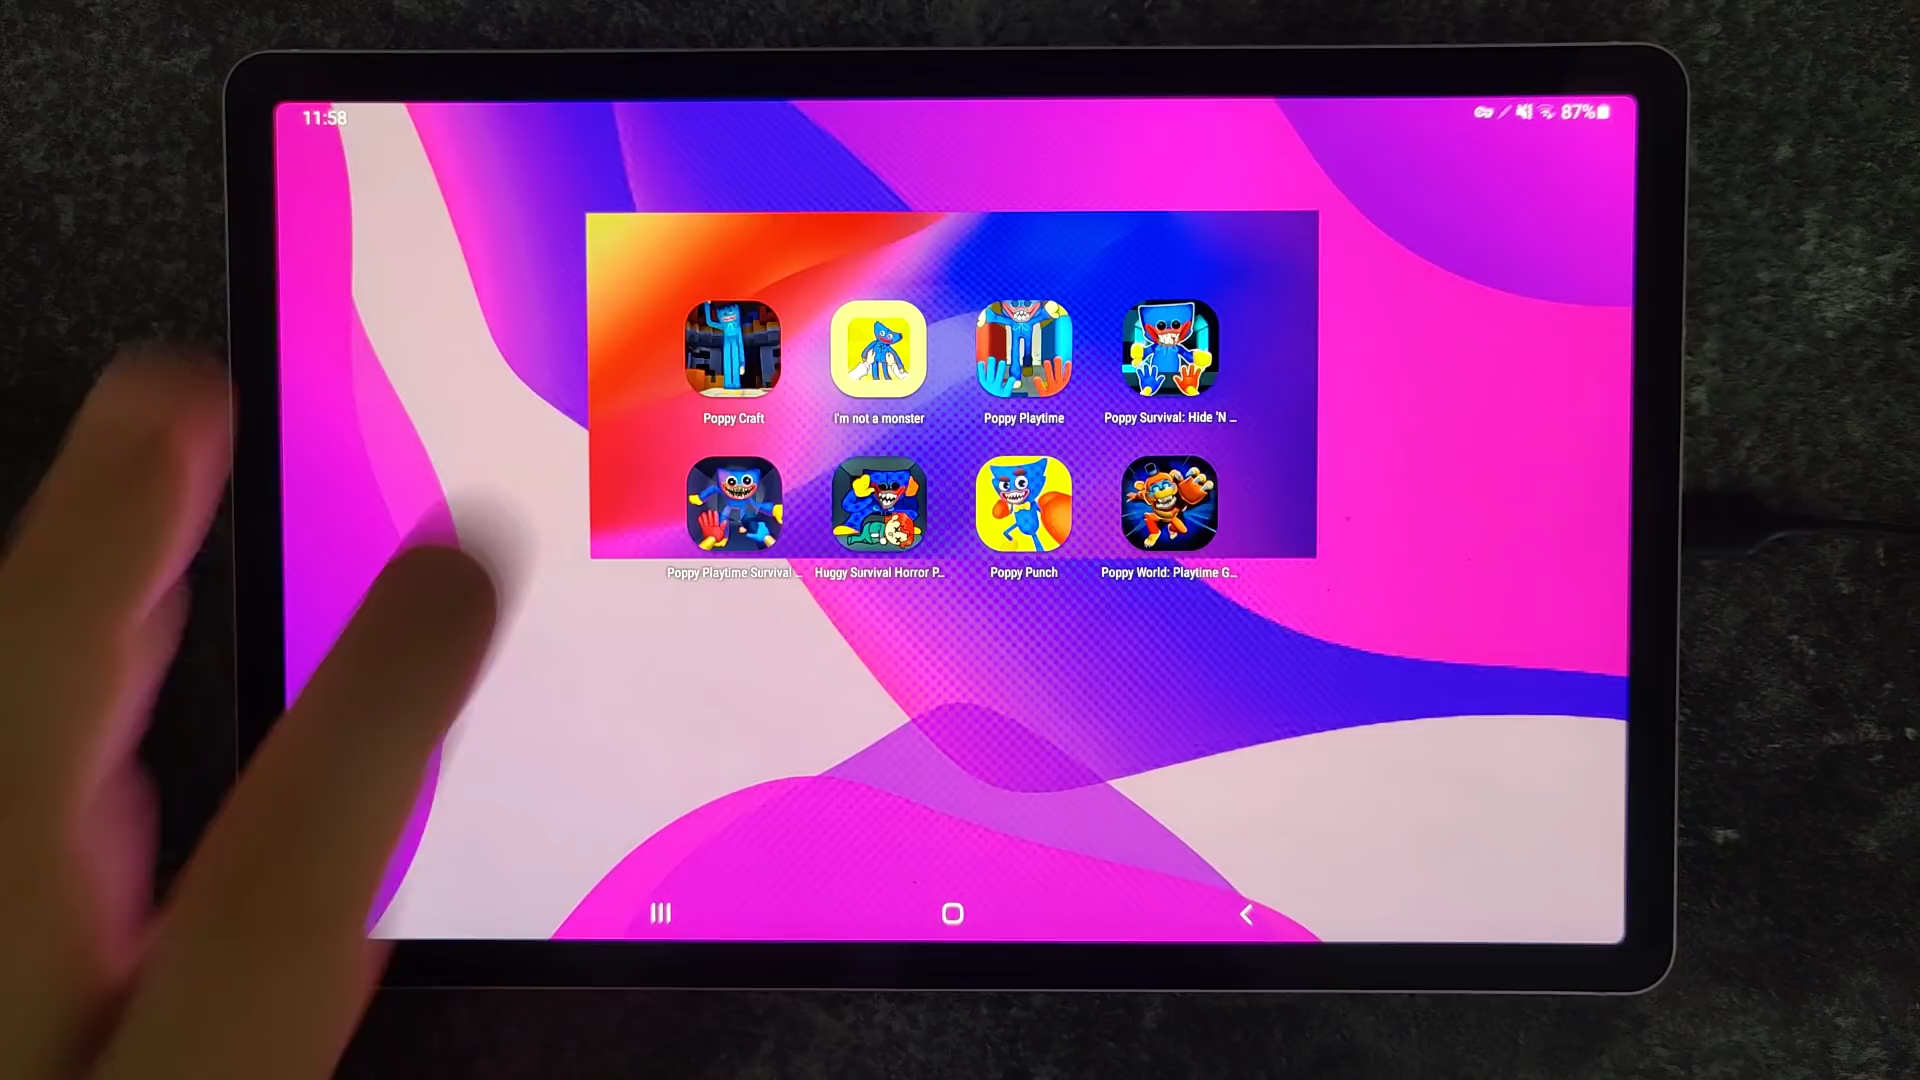 11:58
87%
Poppy Craft
i'm not a monster
Poppy Playtime
Poppy Survival: Hide 'N ...
Poppy Playtime Survival ...
Huggy Survival Horror P...
Poppy Punch
Poppy World: Playtime G...